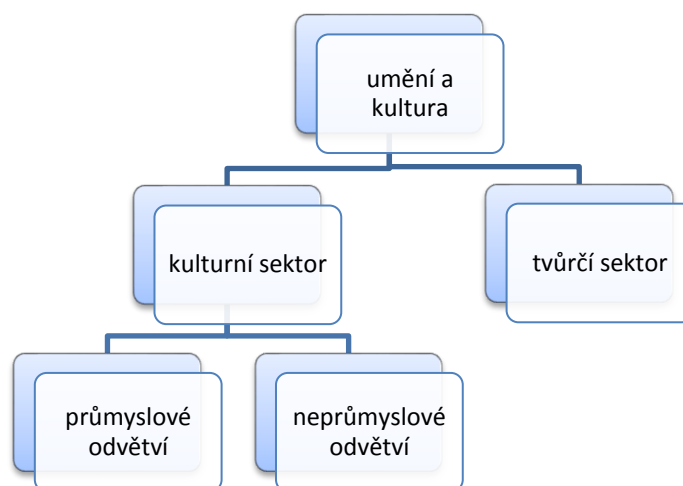 umění a
kultura
kulturní sektor
tvůrčí sektor
průmyslové
odvětví
neprůmyslové
odvětví